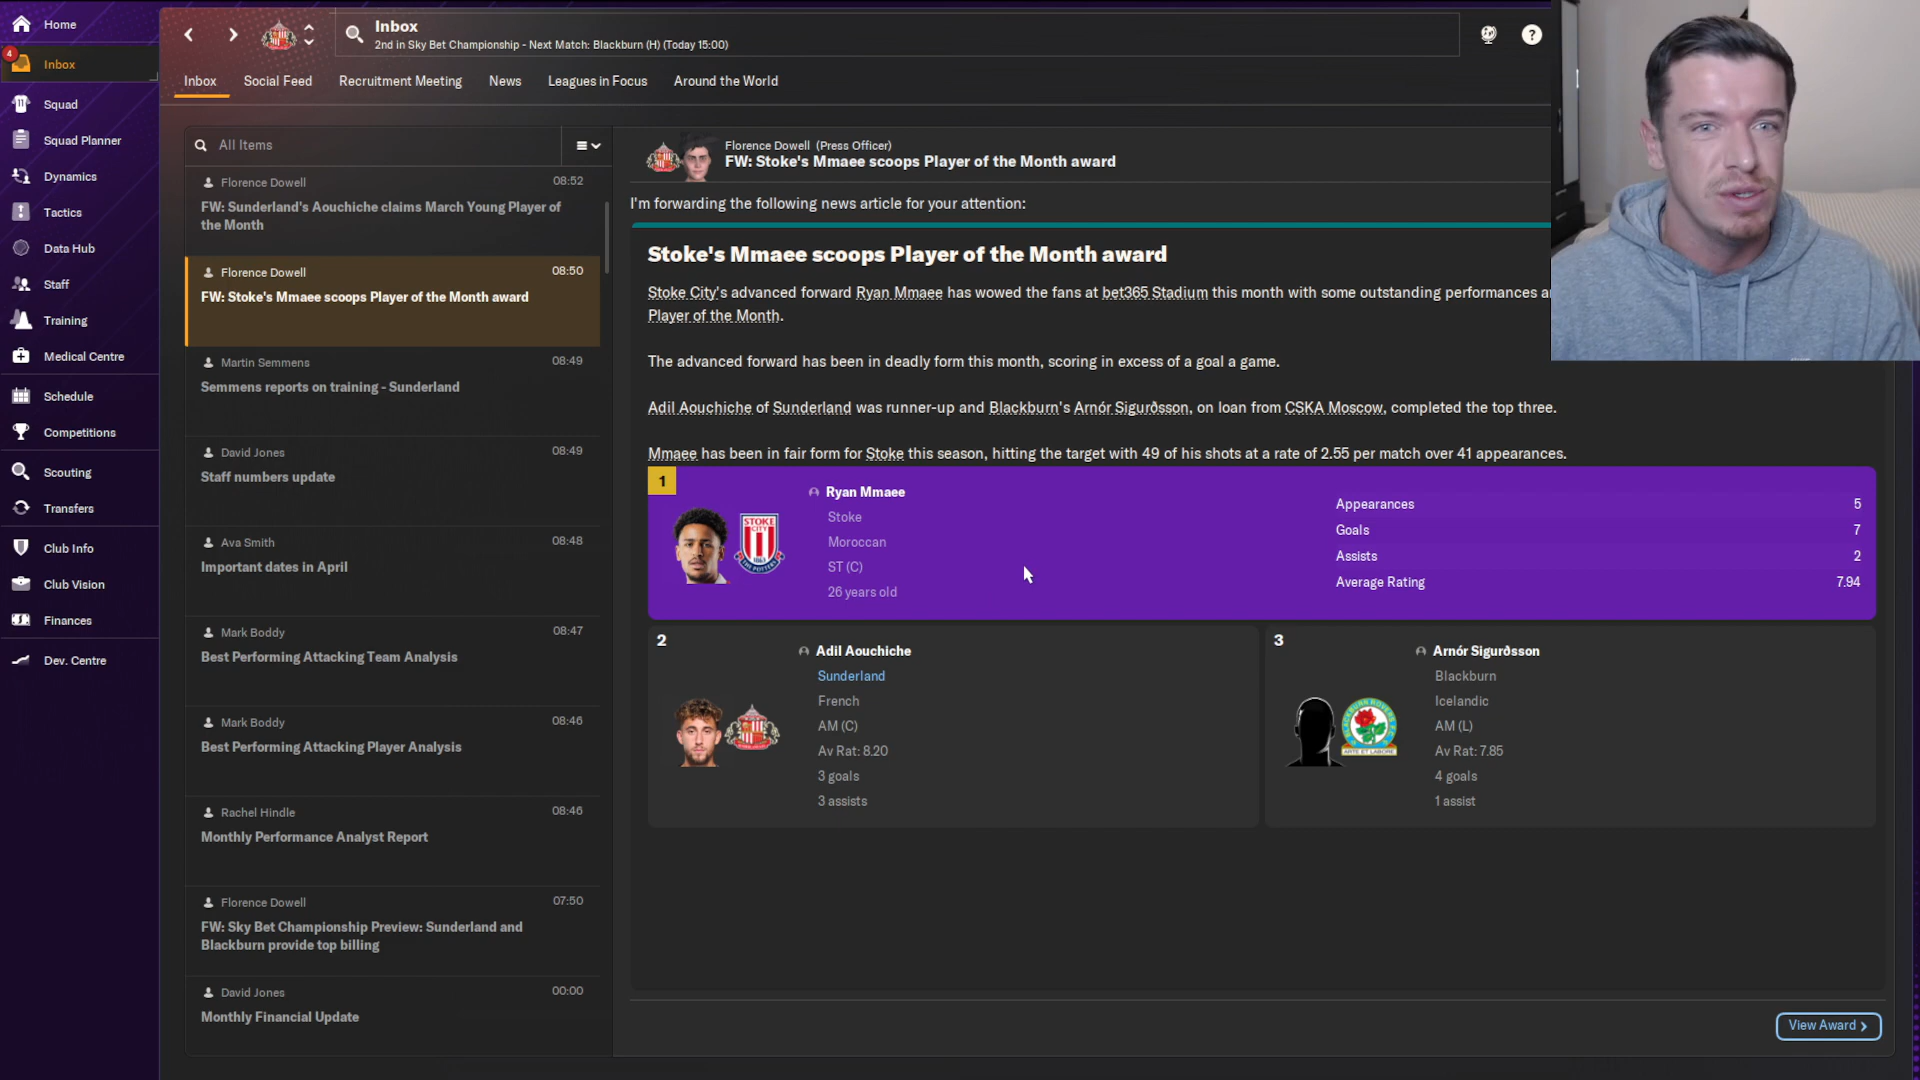 Home
4
Inbox
Squad
Squad Planner
Dynamics
Tactics
Data Hub
Staff
Training
Medical Centre
Schedule
Competitions
Scouting
Transfers
Club Info
Club Vision
Finances
Dev. Centre
Inbox
2nd in Sky Bet Championship - Next Match: Blackburn (H) (Today 15:00)
?
Inbox Social Feed Recruitment Meeting News Leagues in Focus Around the World
All Items
Florence Dowell 08:52
FW: Sunderland's Aouchiche claims March Young Player of
the Month
Florence Dowell 08:50
FW: Stoke's Mmaee scoops Player of the Month award
Martin Semmens 08:49
Semmens reports on training - Sunderland
David Jones 08:49
Staff numbers update
Ava Smith 08:48
Important dates in April
Mark Boddy 08:47
Best Performing Attacking Team Analysis
Mark Boddy 08:46
Best Performing Attacking Player Analysis
Rachel Hindle 08:46
Monthly Performance Analyst Report
Florence Dowell 07:50
FW: Sky Bet Championship Preview: Sunderland and
Blackburn provide top billing
David Jones 00:00
Monthly Financial Update
Florence Dowell (Press Officer)
FW: Stoke's Mmaee scoops Player of the Month award
I'm forwarding the following news article for your attention:
Stoke's Mmaee scoops Player of the Month award
Stoke City's advanced forward Ryan Mmaee has wowed the fans at bet365 Stadium this month with some outstanding performances
Player of the Month.
The advanced forward has been in deadly form this month, scoring in excess of a goal a game.
Adil Aouchiche of Sunderland was runner-up and Blackburn's Arnór Sigurðsson, on loan from CSKA Moscow, completed the top three.
Mmaee has been in fair form for Stoke this season, hitting the target with 49 of his shots at a rate of 2.55 per match over 41 appearances.
1
STOKE
CITY
Ryan Mmaee
Stoke
Moroccan
ST (C)
26 years old
Appearances 5
Goals 7
Assists 2
Average Rating 7.94
2
Adil Aouchiche
Sunderland
French
AM (C)
Av Rat: 8.20
3 goals
3 assists
3
Arnór Sigurðsson
Blackburn
Icelandic
AM (L)
Av Rat: 7.85
4 goals
1 assist
View Award